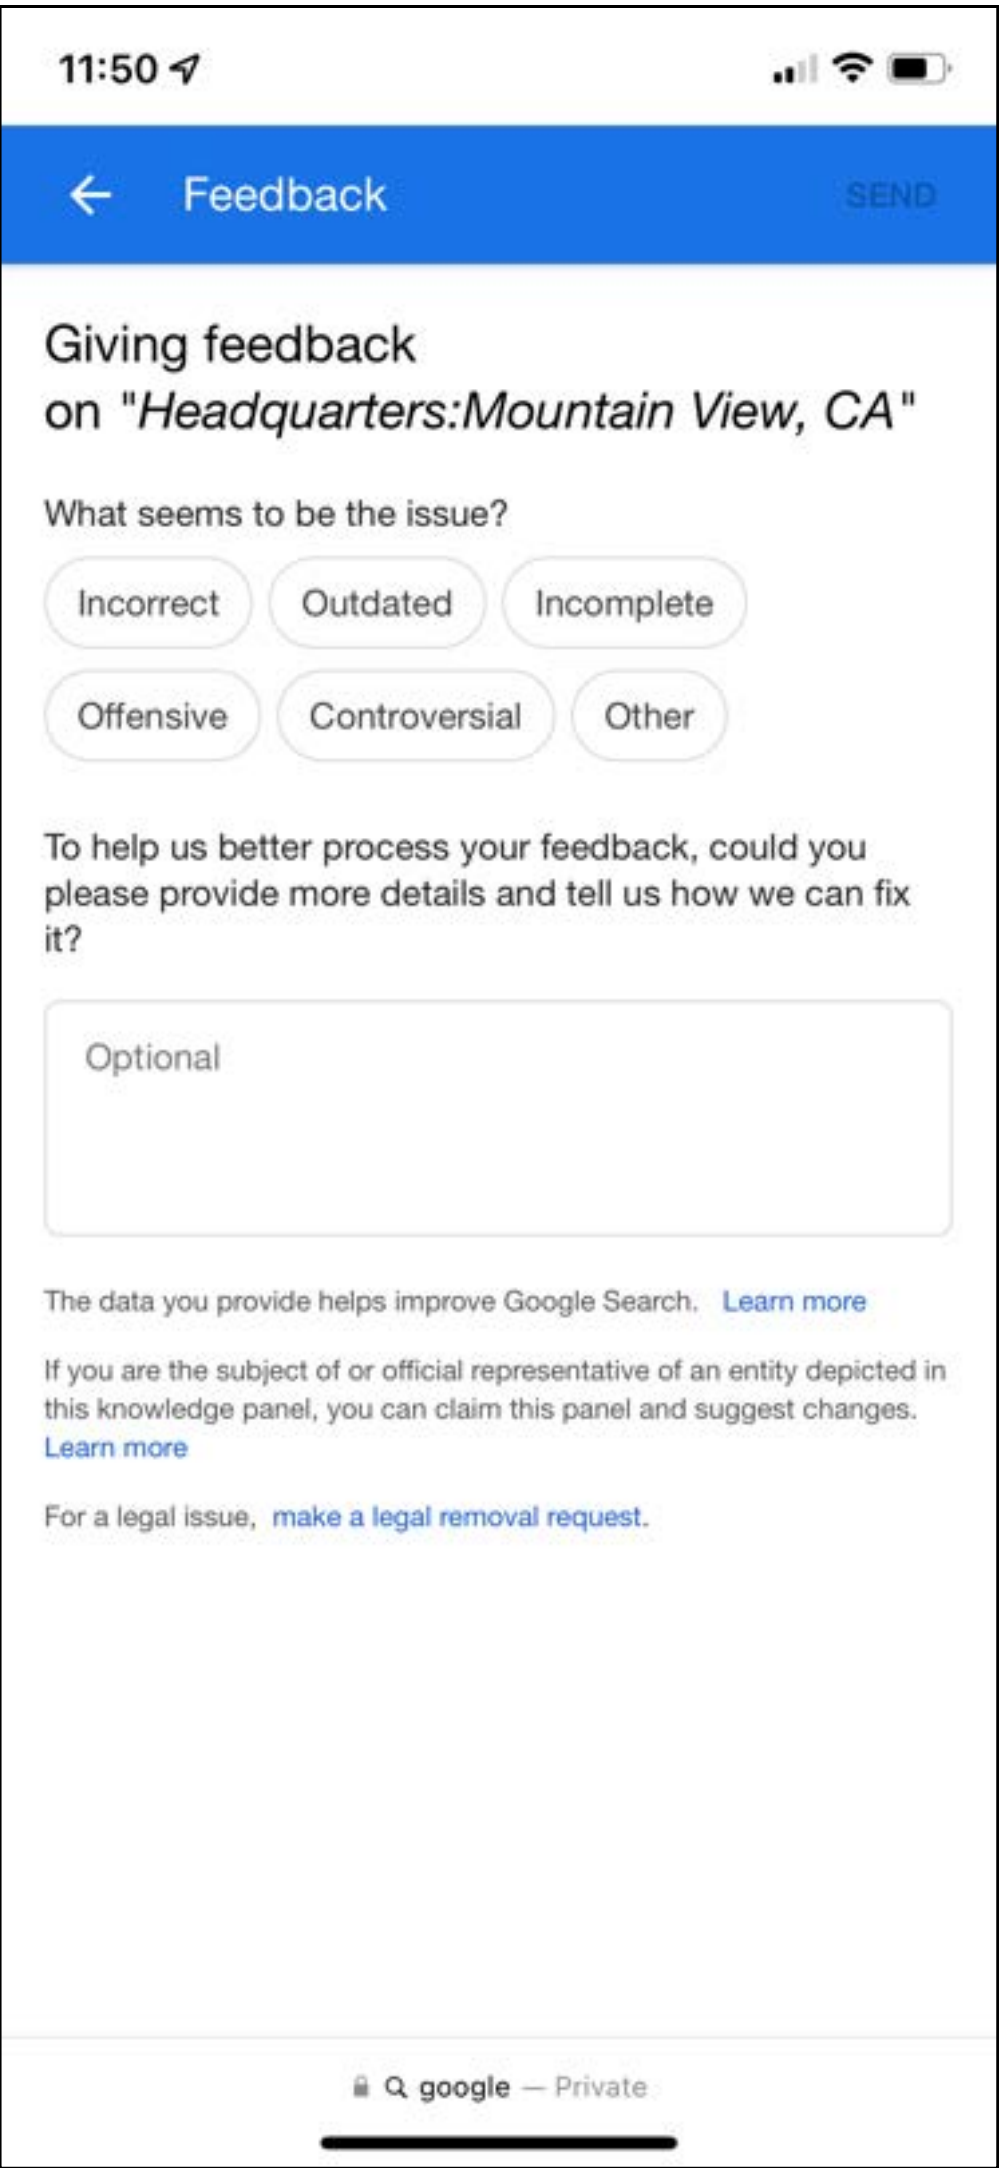 11:50
Feedback SEND
Giving feedback
on "Headquarters:Mountain View, CA"
What seems to be the issue?
Incorrect Outdated Incomplete
Offensive Controversial Other
To help us better process your feedback, could you
please provide more details and tell us how we can fix
it?
Optional
The data you provide helps improve Google Search. Learn more
If you are the subject of or official representative of an entity depicted in
this knowledge panel, you can claim this panel and suggest changes.
Learn more
For a legal issue, make a legal removal request.
google — Private